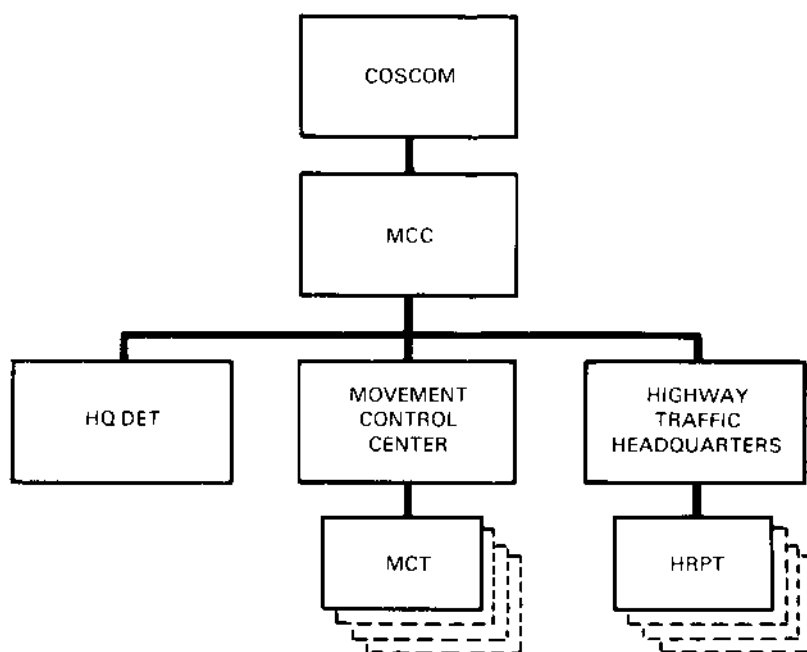 COSCOM
MCC
HQ DET
MOVEMENT
CONTROL
CENTER
HIGHWAY
TRAFFIC
HEADQUARTERS
MCT
HRPT